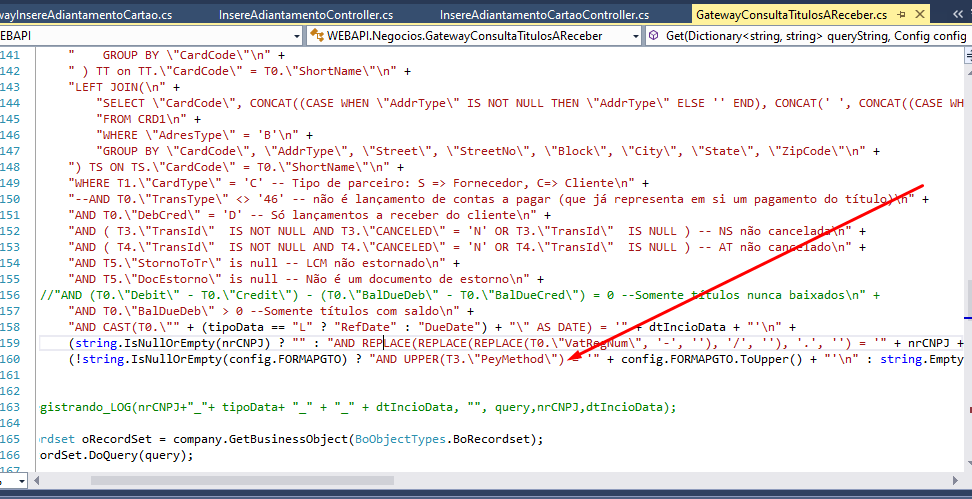 wayInsereAdiantamentoCartao.cs InsereAdiantamentoController.cs InsereAdiantamentoCartaoController.cs GatewayConsultaTitulosAReceber.cs
EBAPI WEBAPI.Negocios.GatewayConsultaTitulosAReceber Get(Dictionary<string, string> queryString, Config config
141 " GROUP BY \"CardCode\"\n" +
142 " ) TT on TT.\"CardCode\" = T0.\"ShortName\"\n" +
143 "LEFT JOIN(\n" +
144 "SELECT \"CardCode\", CONCAT((CASE WHEN \"AddrType\" IS NOT NULL THEN \"AddrType\" ELSE '' END), CONCAT(' ', CONCAT((CASE WH
145 "FROM CRD1\n" +
146 "WHERE \"AdresType\" = 'B'\n" +
147 "GROUP BY \"CardCode\", \"AddrType\", \"Street\", \"StreetNo\", \"Block\", \"City\", \"State\", \"ZipCode\"\n" +
148 ") TS ON TS.\"CardCode\" = T0.\"ShortName\"\n" +
149 "WHERE T1.\"CardType\" = 'C' -- Tipo de parceiro: S => Fornecedor, C=> Cliente\n" +
150 "--AND T0.\"TransType\" <> '46' -- não é lançamento de contas a pagar (que já representa em si um pagamento do título)\n" +
151 "AND T0.\"DebCred\" = 'D' -- Só lançamentos a receber do cliente\n" +
152 "AND ( T3.\"TransId\" IS NOT NULL AND T3.\"CANCELED\" = 'N' OR T3.\"TransId\" IS NULL ) -- NS não cancelada\n" +
153 "AND ( T4.\"TransId\" IS NOT NULL AND T4.\"CANCELED\" = 'N' OR T4.\"TransId\" IS NULL ) -- AT não cancelado\n" +
154 "AND T5.\"StornoToTr\" is null -- LCM não estornado\n" +
155 "AND T5.\"DocEstorno\" is null -- Não é um documento de estorno\n" +
156 //"AND (T0.\"Debit\" - T0.\"Credit\") - (T0.\"BalDueDeb\" - T0.\"BalDueCred\") = 0 --Somente títulos nunca baixados\n" +
157 "AND T0.\"BalDueDeb\" > 0 --Somente títulos com saldo\n" +
158 "AND CAST(T0.\"" + (tipoData == "L" ? "RefDate" : "DueDate") + "\" AS DATE) = '" + dtIncioData + "'\n" +
159 (string.IsNullOrEmpty(nrCNPJ) ? "" : "AND REPLACE(REPLACE(REPLACE(T0.\"VatRegNum\", '-', ''), '/', ''), '.', '') = '" + nrCNPJ +
160 (!string.IsNullOrEmpty(config.FORMAPGTO) ? "AND UPPER(T3.\"PeyMethod\") = '" + config.FORMAPGTO.ToUpper() + "'\n" : string.Empty
161
162
163 gistrando_LOG(nrCNPJ+"_"+ tipoData+ "_" + "_" + dtIncioData, "", query,nrCNPJ,dtIncioData);
164
165 ordset oRecordSet = company.GetBusinessObject(BoObjectTypes.BoRecordset);
166 ordSet.DoQuery(query);
167